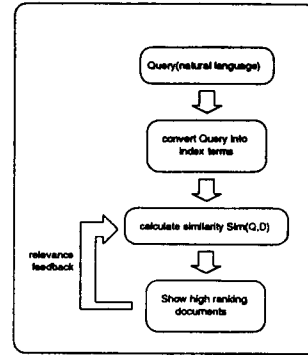 Query(natural language)
convert Query into
index terms
calculate similarity Sim(Q,D)
relevance
feedback
Show high ranking
documents